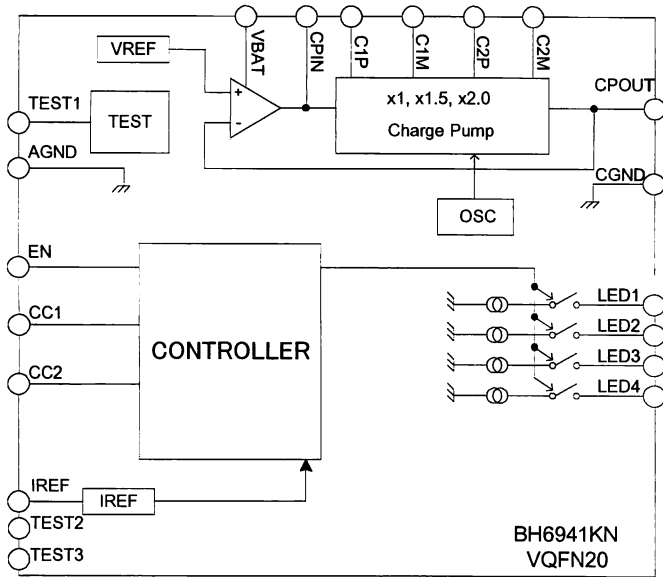 VBAT
CPIN
C1P
C1M
C2P
C2M
VREF
CPOUT
+
-
x1, x1.5, x2.0
Charge Pump
TEST1
TEST
AGND
CGND
OSC
EN
CC1
CONTROLLER
CC2
LED1
LED2
LED3
LED4
IREF
IREF
TEST2
TEST3
BH6941KN
VQFN20